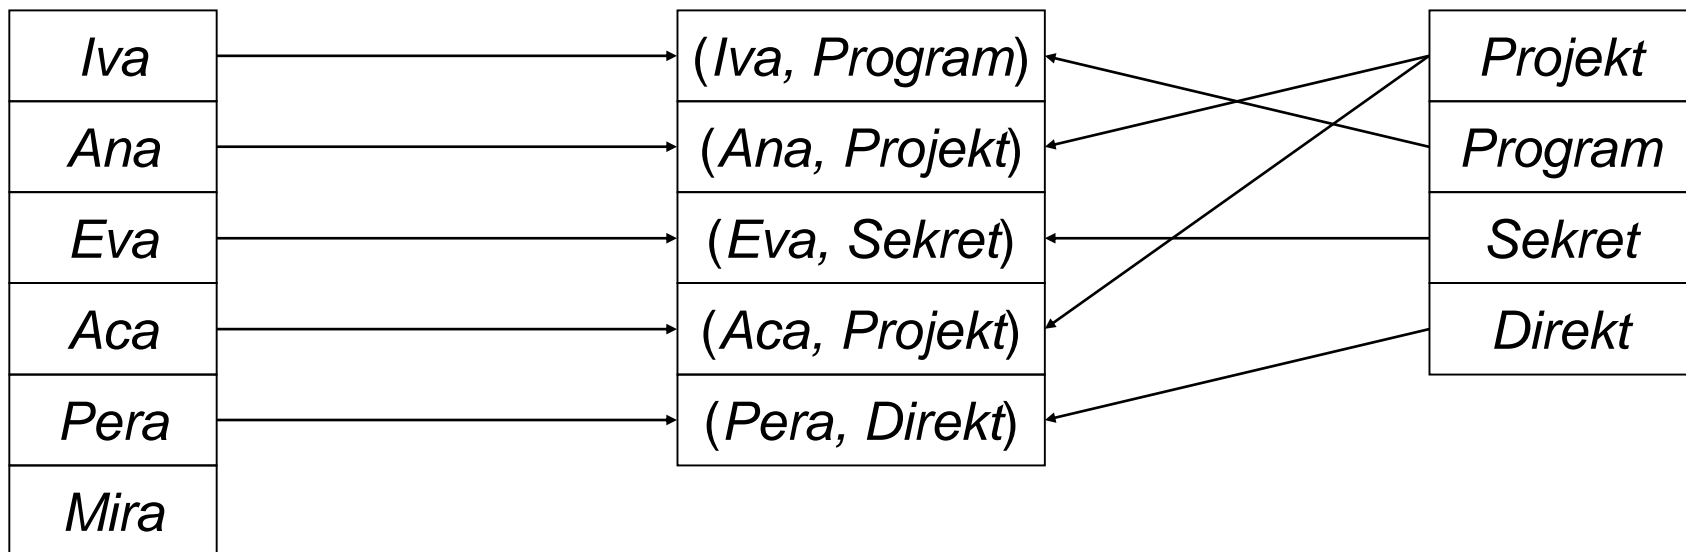 Iva
(Iva, Program)
Projekt
Ana
(Ana, Projekt)
Program
Eva
(Eva, Sekret)
Sekret
Aca
(Aca, Projekt)
Direkt
Pera
(Pera, Direkt)
Mira